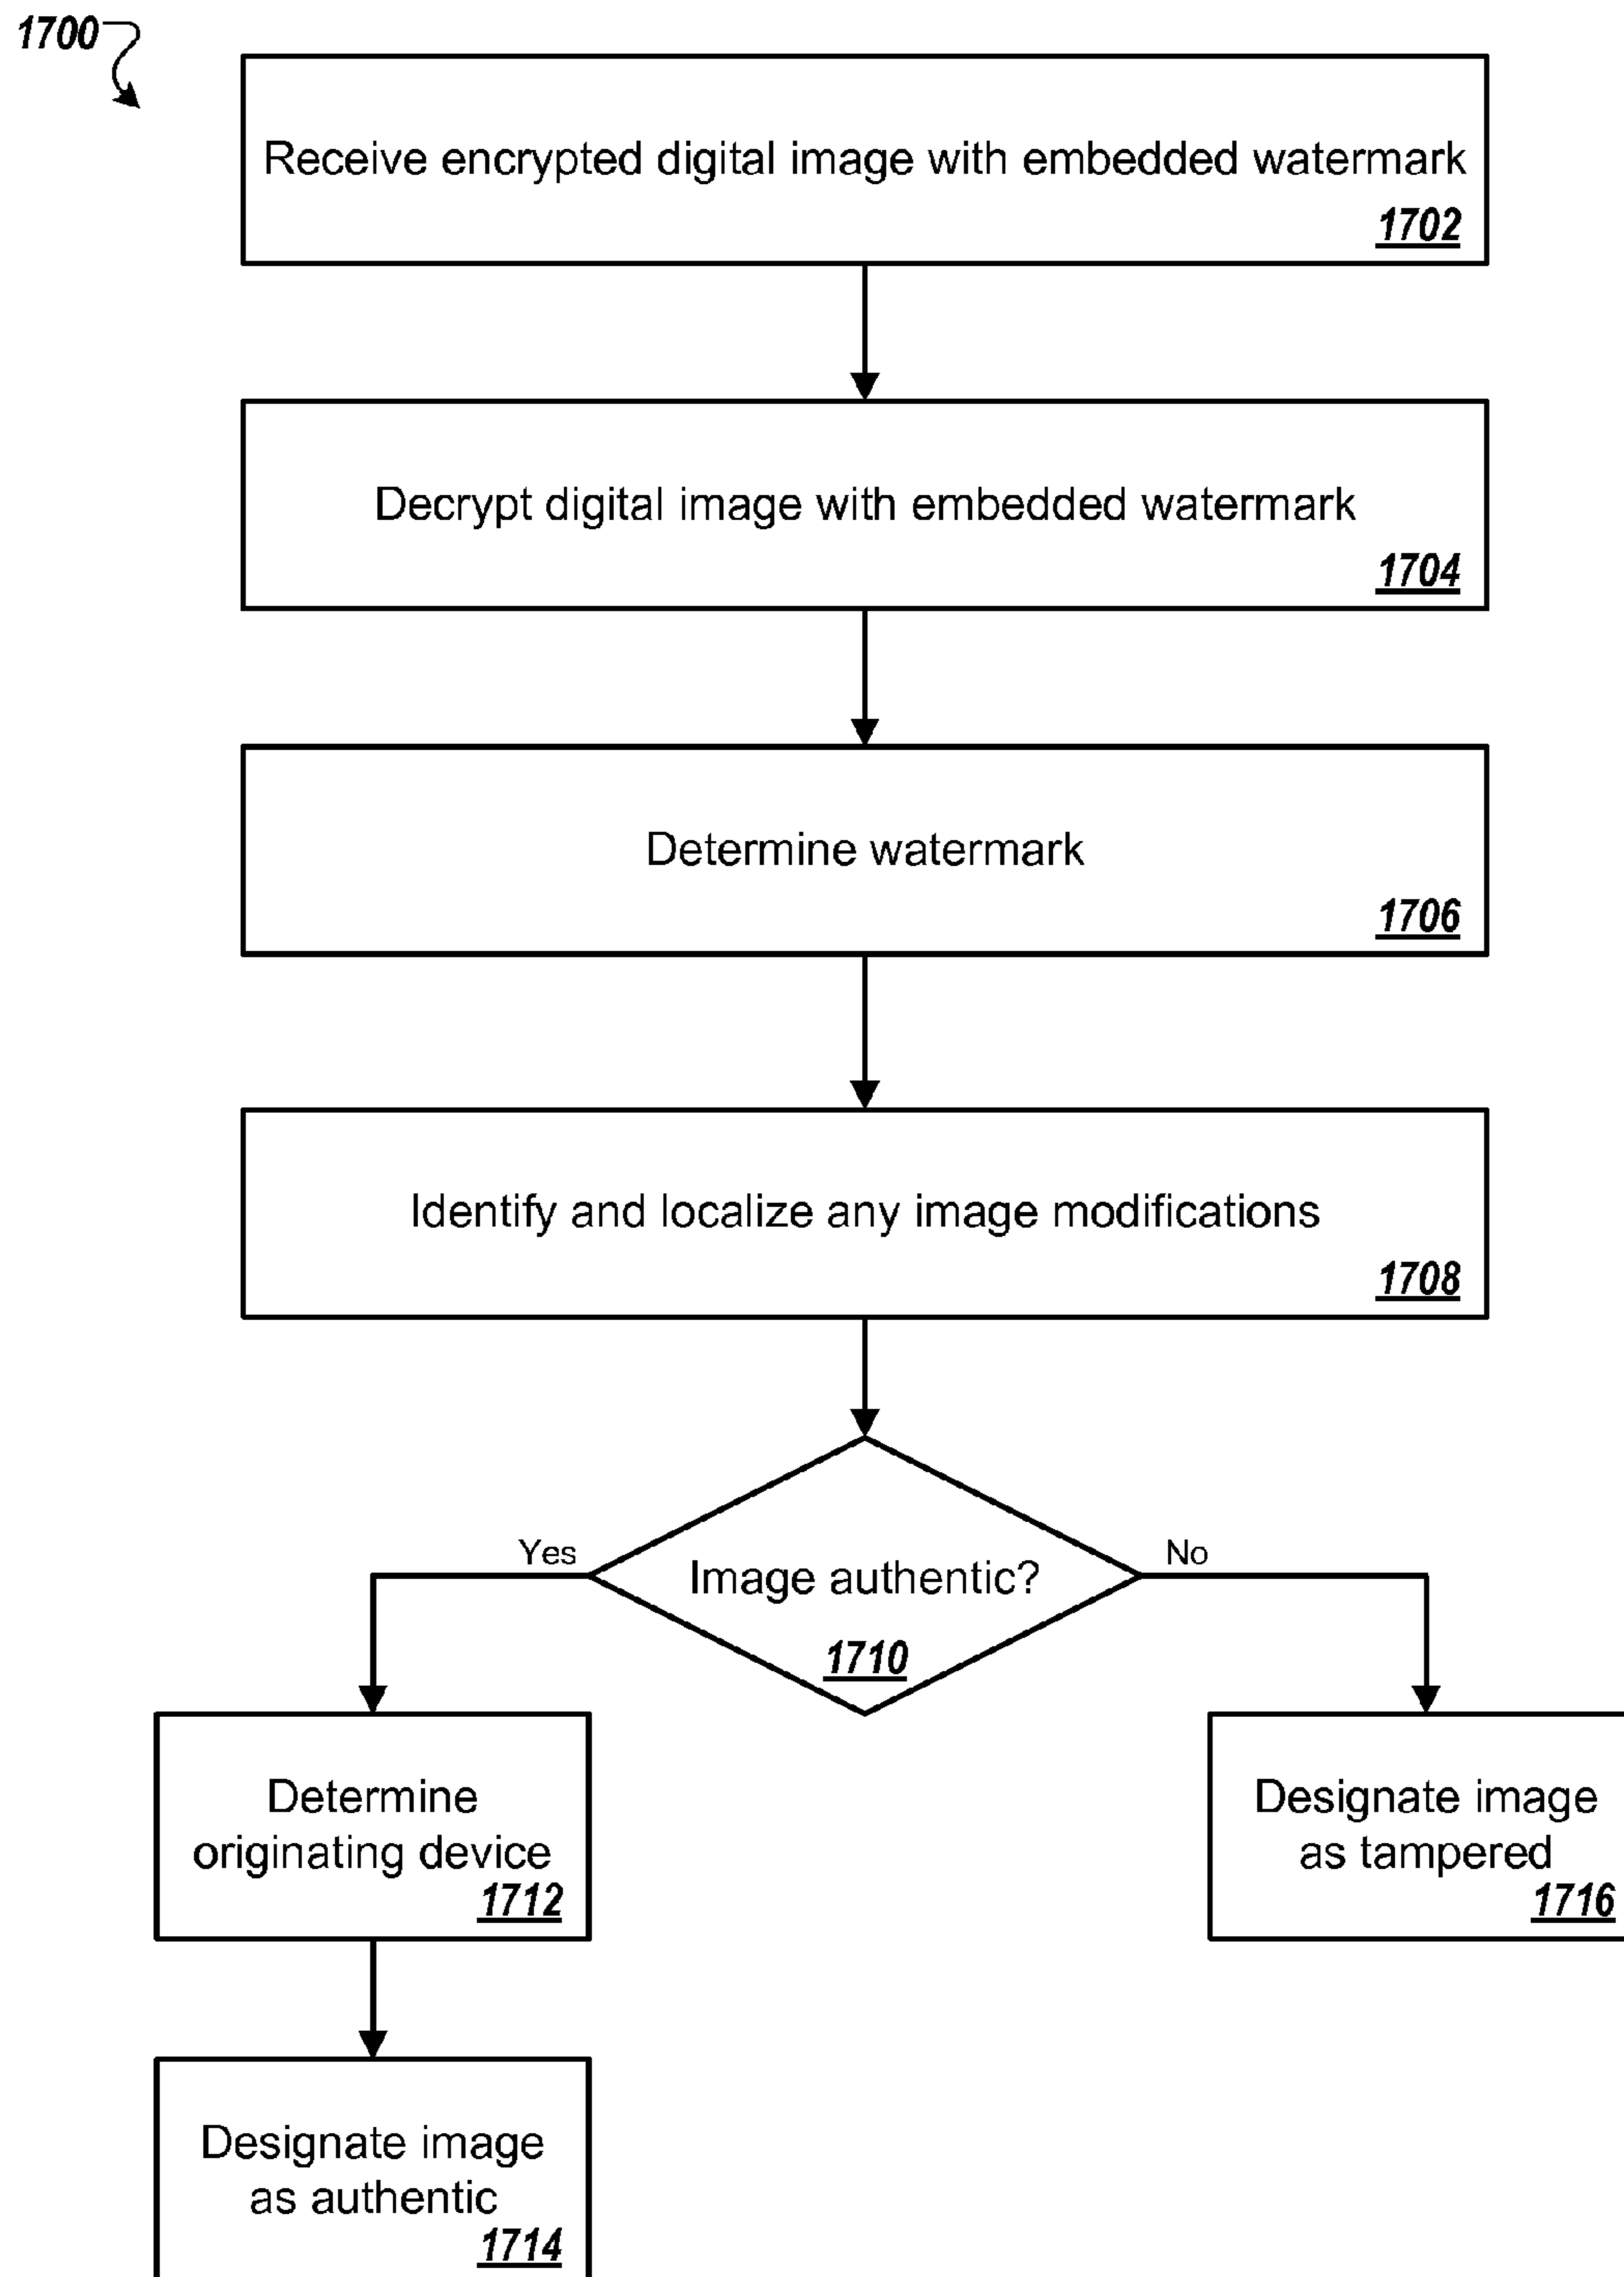 1700
Receive encrypted digital image with embedded watermark
1702
Decrypt digital image with embedded watermark
1704
Determine watermark
1706
Identify and localize any image modifications
1708
Yes
Image authentic?
No
1710
Determine
originating device
1712
Designate image
as tampered
1716
Designate image
as authentic
1714